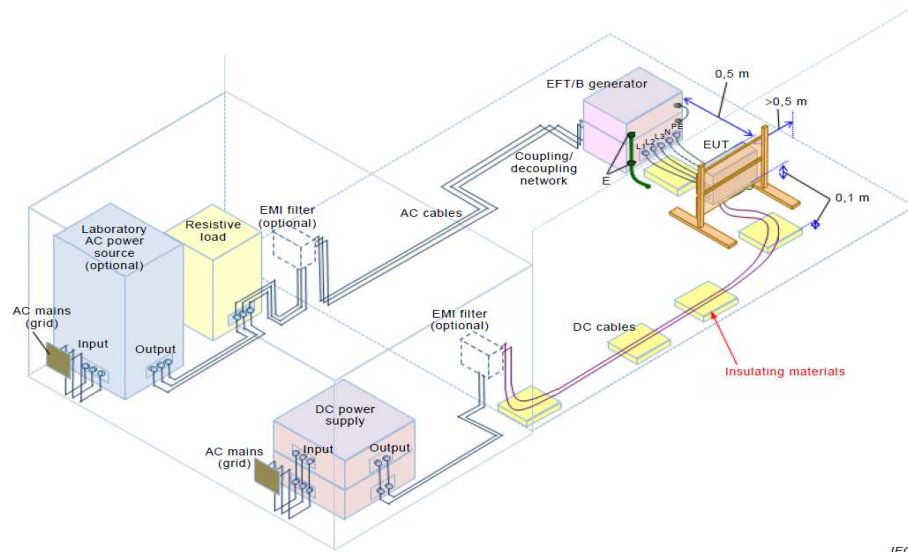 0,5 m
EFT/B generator
>0,5 m
PE
N
L3
L2
L1
EUT
Coupling/
decoupling
network
E
0,1 m
AC cables
EMI filter
(optional)
Laboratory
AC power
source
(optional)
Resistive
load
AC mains
(grid)
Input
Output
EMI filter
(optional)
DC cables
Insulating materials
DC power
supply
Input
Output
AC mains
(grid)
IEC